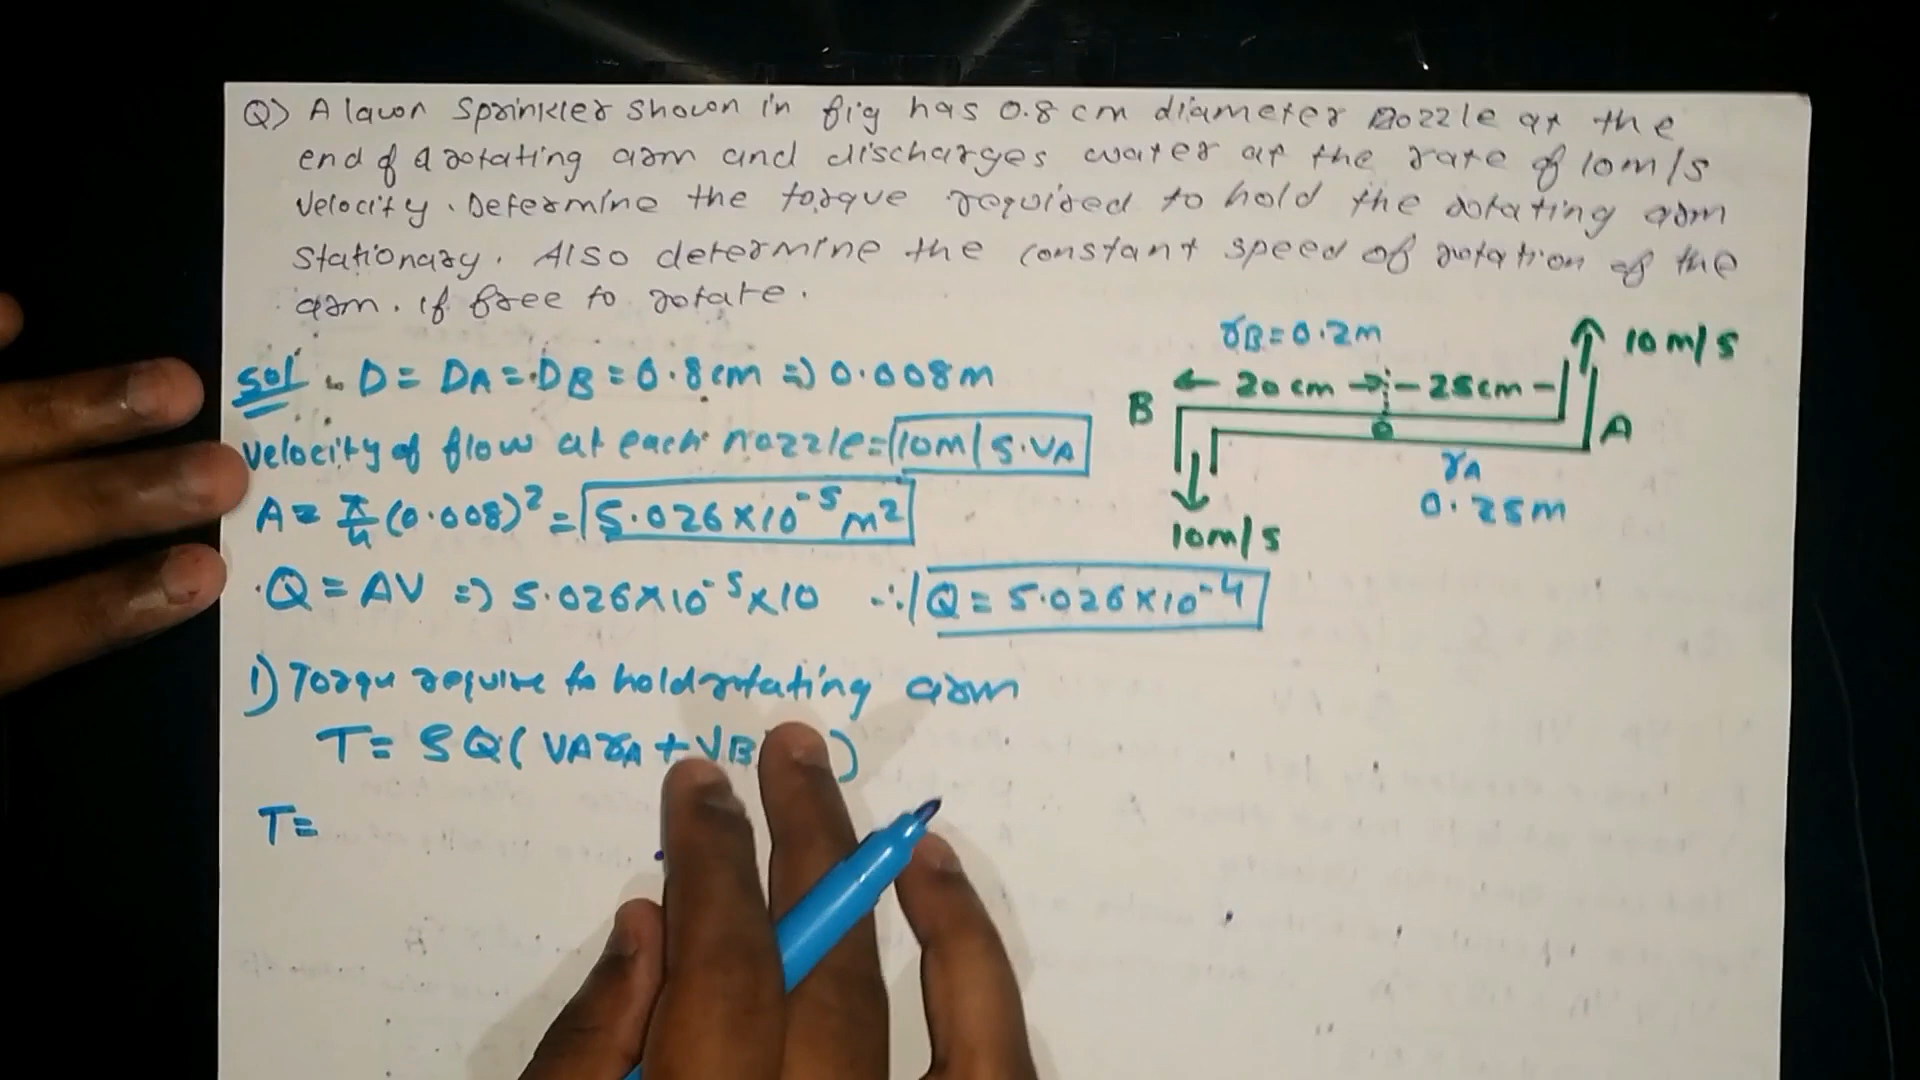 Q) A lawn Sprinkler shown in fig has 0.8 cm diameter nozzle at the
end of a rotating arm and discharges water at the rate of 10m/s
velocity. Determine the torque required to hold the rotating arm
stationary. Also determine the constant speed of rotation of the
arm. if free to rotate.
Sol D = DA = DB = 0.8cm => 0.008m
velocity of flow at each nozzle = 10m/s. VA
A = π/4 (0.008)² = 5.026×10⁻⁵ m²
Q = AV => 5.026×10⁻⁵×10 ∴ Q = 5.026×10⁻⁴
1) Torqu require to hold rotating arm
T = ρQ(VArA + VB )
T =
rB = 0.2m
10m/s
20 cm 25cm
B
A
rA
0.25m
10m/s